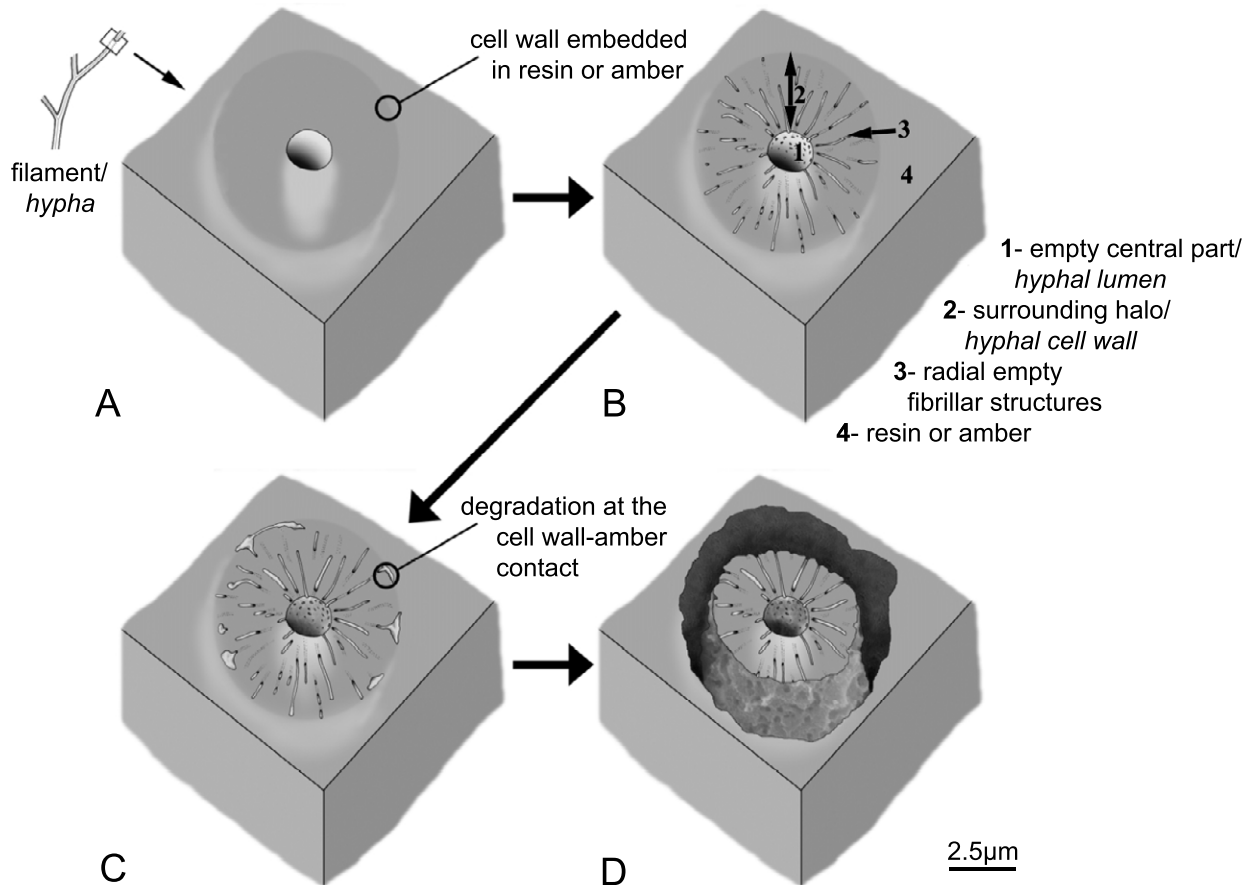 cell wall embedded
in resin or amber
filament/
hypha
A
2
3
1
4
B
1- empty central part/
hyphal lumen
2- surrounding halo/
hyphal cell wall
3- radial empty
fibrillar structures
4- resin or amber
degradation at the
cell wall-amber
contact
C
D
2.5µm